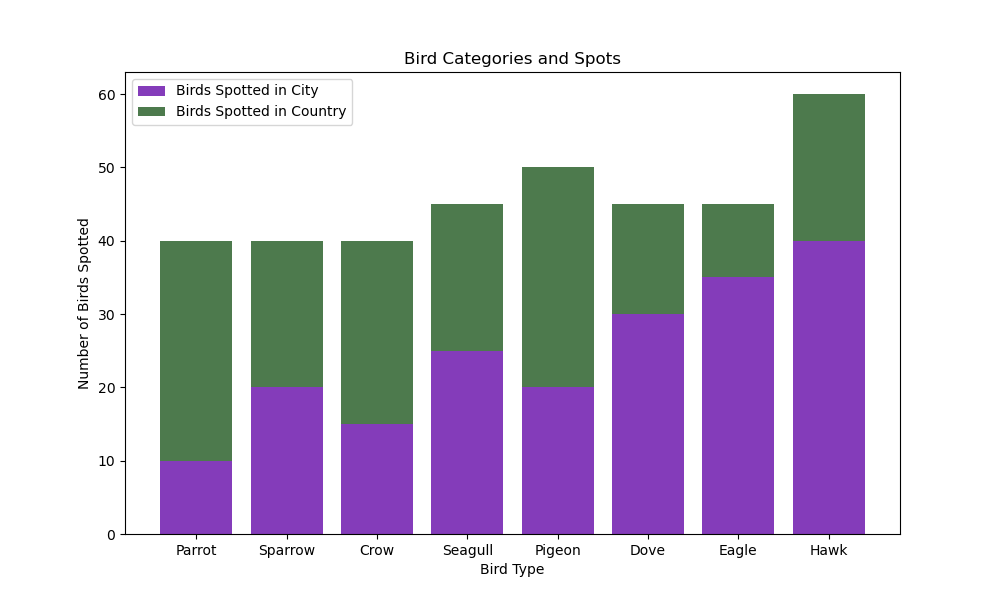 Bird Categories and Spots
Birds Spotted in City
Birds Spotted in Country
Number of Birds Spotted
60
50
40
30
20
10
0
Parrot Sparrow Crow Seagull Pigeon Dove Eagle Hawk
Bird Type